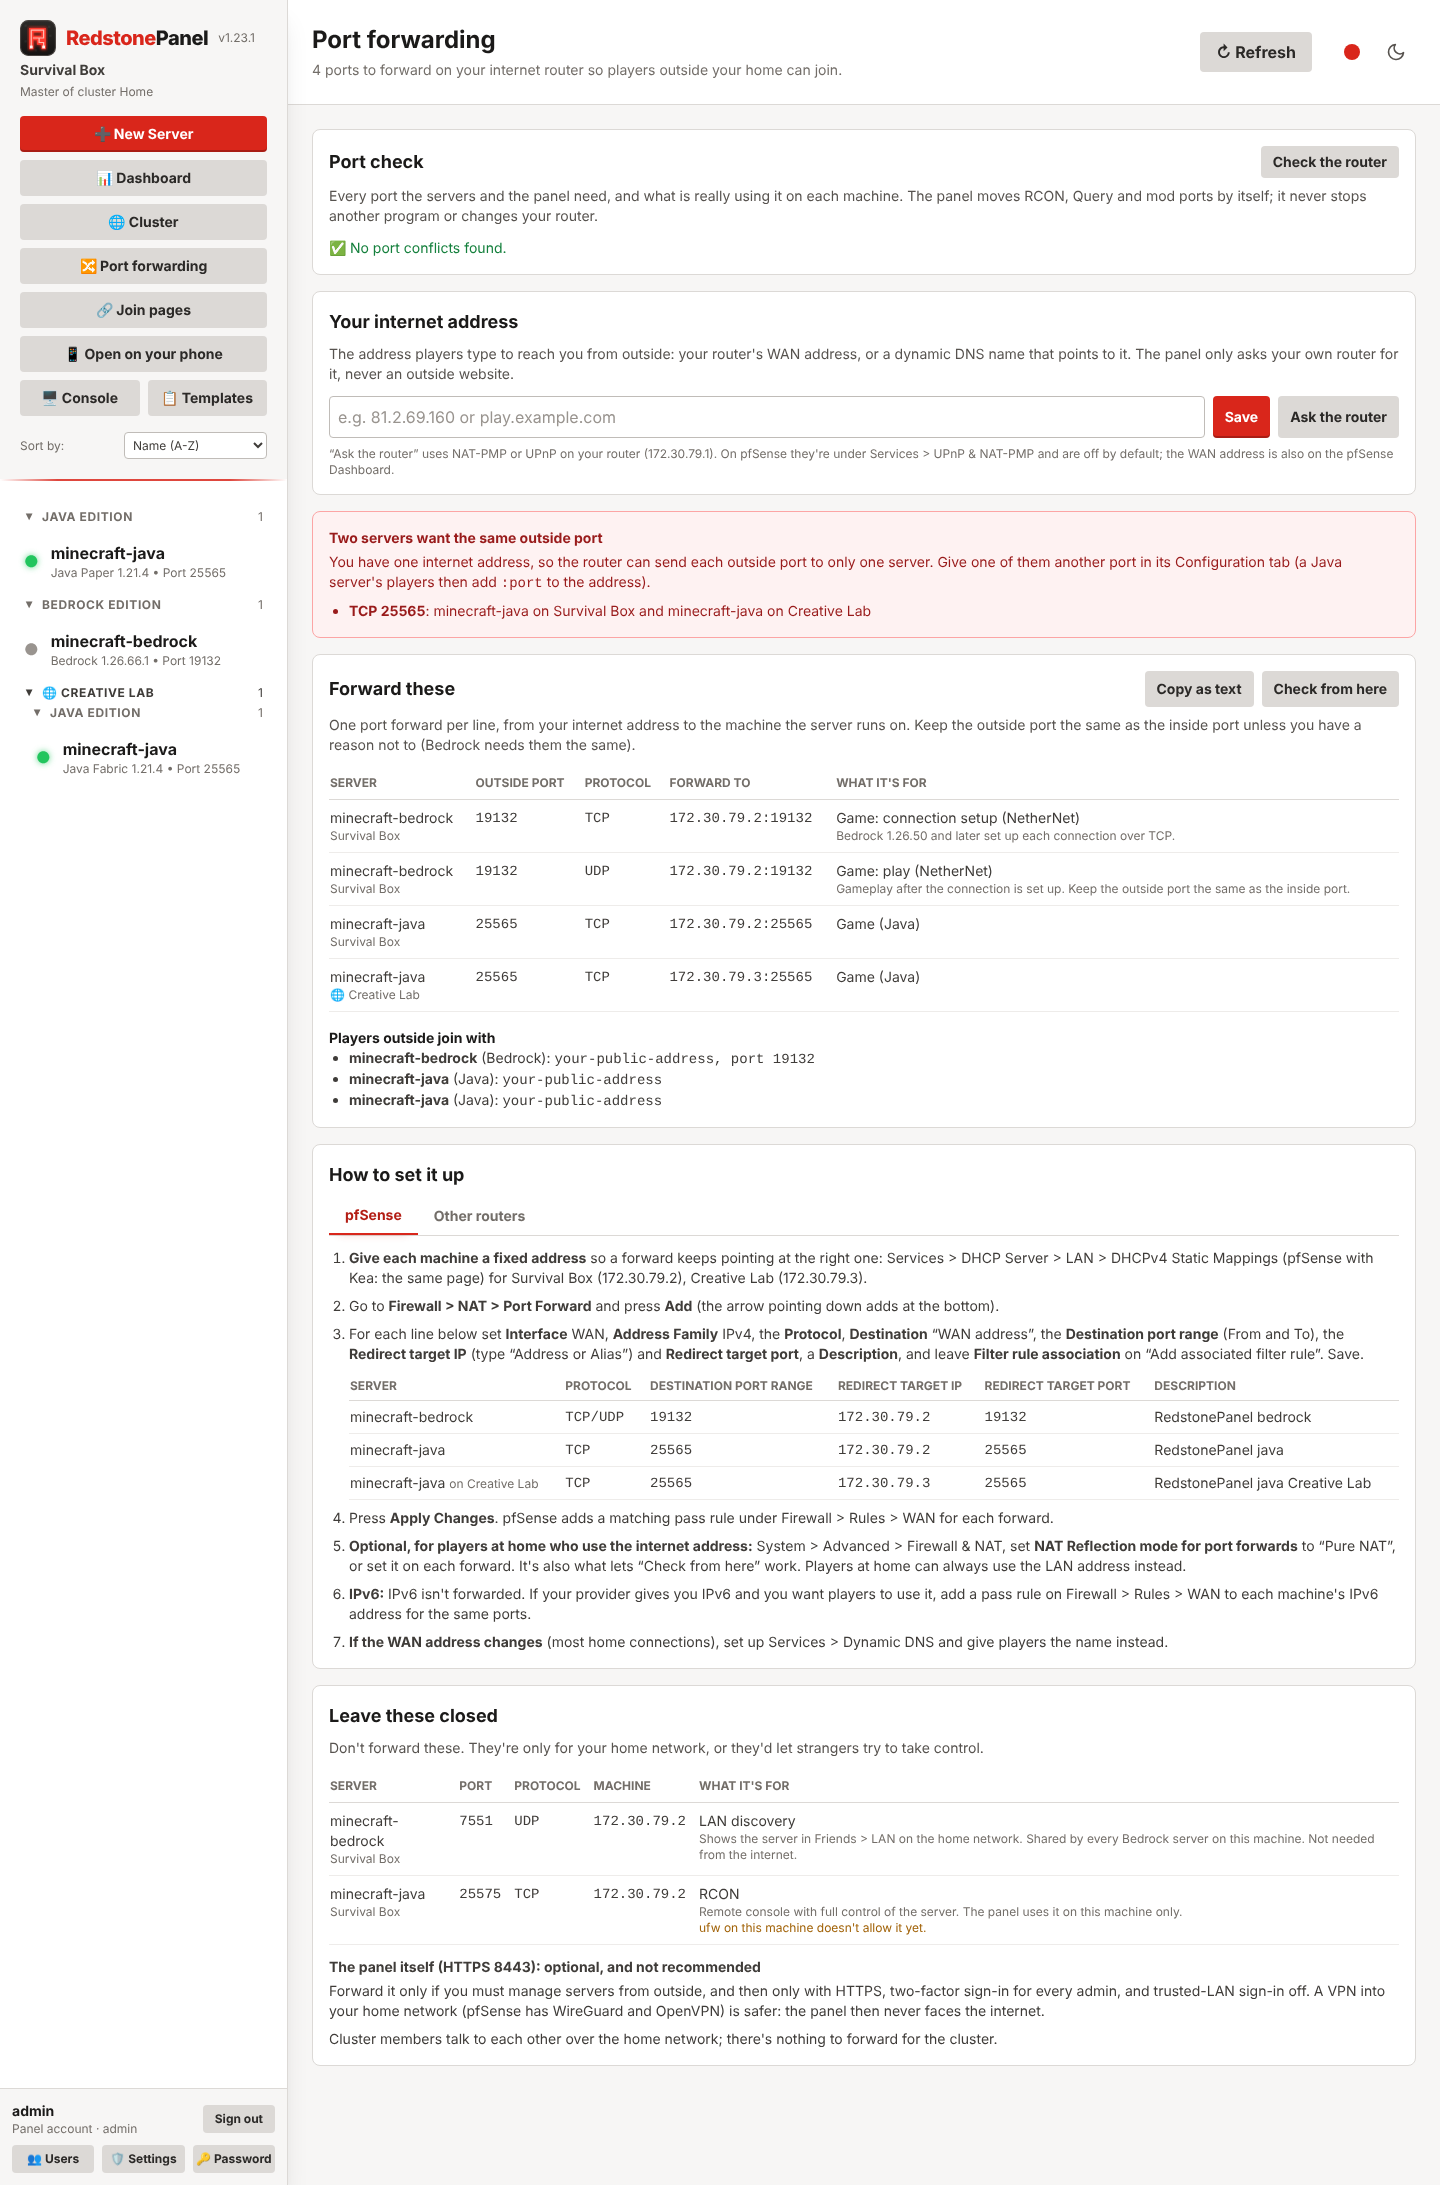 RedstonePanel v1.23.1
Survival Box
Master of cluster Home
➕ New Server
📊 Dashboard
🌐 Cluster
🔀 Port forwarding
🔗 Join pages
📱 Open on your phone
🖥️ Console
📋 Templates
Sort by:
Name (A-Z)
▼ JAVA EDITION 1
minecraft-java
Java Paper 1.21.4 • Port 25565
▼ BEDROCK EDITION 1
minecraft-bedrock
Bedrock 1.26.66.1 • Port 19132
▼ 🌐 CREATIVE LAB 1
▼ JAVA EDITION 1
minecraft-java
Java Fabric 1.21.4 • Port 25565
admin
Panel account · admin
Sign out
👥 Users
🛡️ Settings
🔑 Password
Port forwarding
4 ports to forward on your internet router so players outside your home can join.
↻ Refresh
Port check
Check the router
Every port the servers and the panel need, and what is really using it on each machine. The panel moves RCON, Query and mod ports by itself; it never stops
another program or changes your router.
✅ No port conflicts found.
Your internet address
The address players type to reach you from outside: your router's WAN address, or a dynamic DNS name that points to it. The panel only asks your own router for
it, never an outside website.
e.g. 81.2.69.160 or play.example.com
Save
Ask the router
“Ask the router” uses NAT-PMP or UPnP on your router (172.30.79.1). On pfSense they're under Services > UPnP & NAT-PMP and are off by default; the WAN address is also on the pfSense
Dashboard.
Two servers want the same outside port
You have one internet address, so the router can send each outside port to only one server. Give one of them another port in its Configuration tab (a Java
server's players then add :port to the address).
• TCP 25565: minecraft-java on Survival Box and minecraft-java on Creative Lab
Forward these
Copy as text
Check from here
One port forward per line, from your internet address to the machine the server runs on. Keep the outside port the same as the inside port unless you have a
reason not to (Bedrock needs them the same).
SERVER OUTSIDE PORT PROTOCOL FORWARD TO WHAT IT'S FOR
minecraft-bedrock 19132 TCP 172.30.79.2:19132 Game: connection setup (NetherNet)
Survival Box Bedrock 1.26.50 and later set up each connection over TCP.
minecraft-bedrock 19132 UDP 172.30.79.2:19132 Game: play (NetherNet)
Survival Box Gameplay after the connection is set up. Keep the outside port the same as the inside port.
minecraft-java 25565 TCP 172.30.79.2:25565 Game (Java)
Survival Box
minecraft-java 25565 TCP 172.30.79.3:25565 Game (Java)
🌐 Creative Lab
Players outside join with
• minecraft-bedrock (Bedrock): your-public-address, port 19132
• minecraft-java (Java): your-public-address
• minecraft-java (Java): your-public-address
How to set it up
pfSense
Other routers
1. Give each machine a fixed address so a forward keeps pointing at the right one: Services > DHCP Server > LAN > DHCPv4 Static Mappings (pfSense with
Kea: the same page) for Survival Box (172.30.79.2), Creative Lab (172.30.79.3).
2. Go to Firewall > NAT > Port Forward and press Add (the arrow pointing down adds at the bottom).
3. For each line below set Interface WAN, Address Family IPv4, the Protocol, Destination “WAN address”, the Destination port range (From and To), the
Redirect target IP (type “Address or Alias”) and Redirect target port, a Description, and leave Filter rule association on “Add associated filter rule”. Save.
SERVER PROTOCOL DESTINATION PORT RANGE REDIRECT TARGET IP REDIRECT TARGET PORT DESCRIPTION
minecraft-bedrock TCP/UDP 19132 172.30.79.2 19132 RedstonePanel bedrock
minecraft-java TCP 25565 172.30.79.2 25565 RedstonePanel java
minecraft-java on Creative Lab TCP 25565 172.30.79.3 25565 RedstonePanel java Creative Lab
4. Press Apply Changes. pfSense adds a matching pass rule under Firewall > Rules > WAN for each forward.
5. Optional, for players at home who use the internet address: System > Advanced > Firewall & NAT, set NAT Reflection mode for port forwards to “Pure NAT”,
or set it on each forward. It's also what lets “Check from here” work. Players at home can always use the LAN address instead.
6. IPv6: IPv6 isn't forwarded. If your provider gives you IPv6 and you want players to use it, add a pass rule on Firewall > Rules > WAN to each machine's IPv6
address for the same ports.
7. If the WAN address changes (most home connections), set up Services > Dynamic DNS and give players the name instead.
Leave these closed
Don't forward these. They're only for your home network, or they'd let strangers try to take control.
SERVER PORT PROTOCOL MACHINE WHAT IT'S FOR
minecraft-
bedrock 7551 UDP 172.30.79.2 LAN discovery
Survival Box Shows the server in Friends > LAN on the home network. Shared by every Bedrock server on this machine. Not needed
from the internet.
minecraft-java 25575 TCP 172.30.79.2 RCON
Survival Box Remote console with full control of the server. The panel uses it on this machine only.
ufw on this machine doesn't allow it yet.
The panel itself (HTTPS 8443): optional, and not recommended
Forward it only if you must manage servers from outside, and then only with HTTPS, two-factor sign-in for every admin, and trusted-LAN sign-in off. A VPN into
your home network (pfSense has WireGuard and OpenVPN) is safer: the panel then never faces the internet.
Cluster members talk to each other over the home network; there's nothing to forward for the cluster.